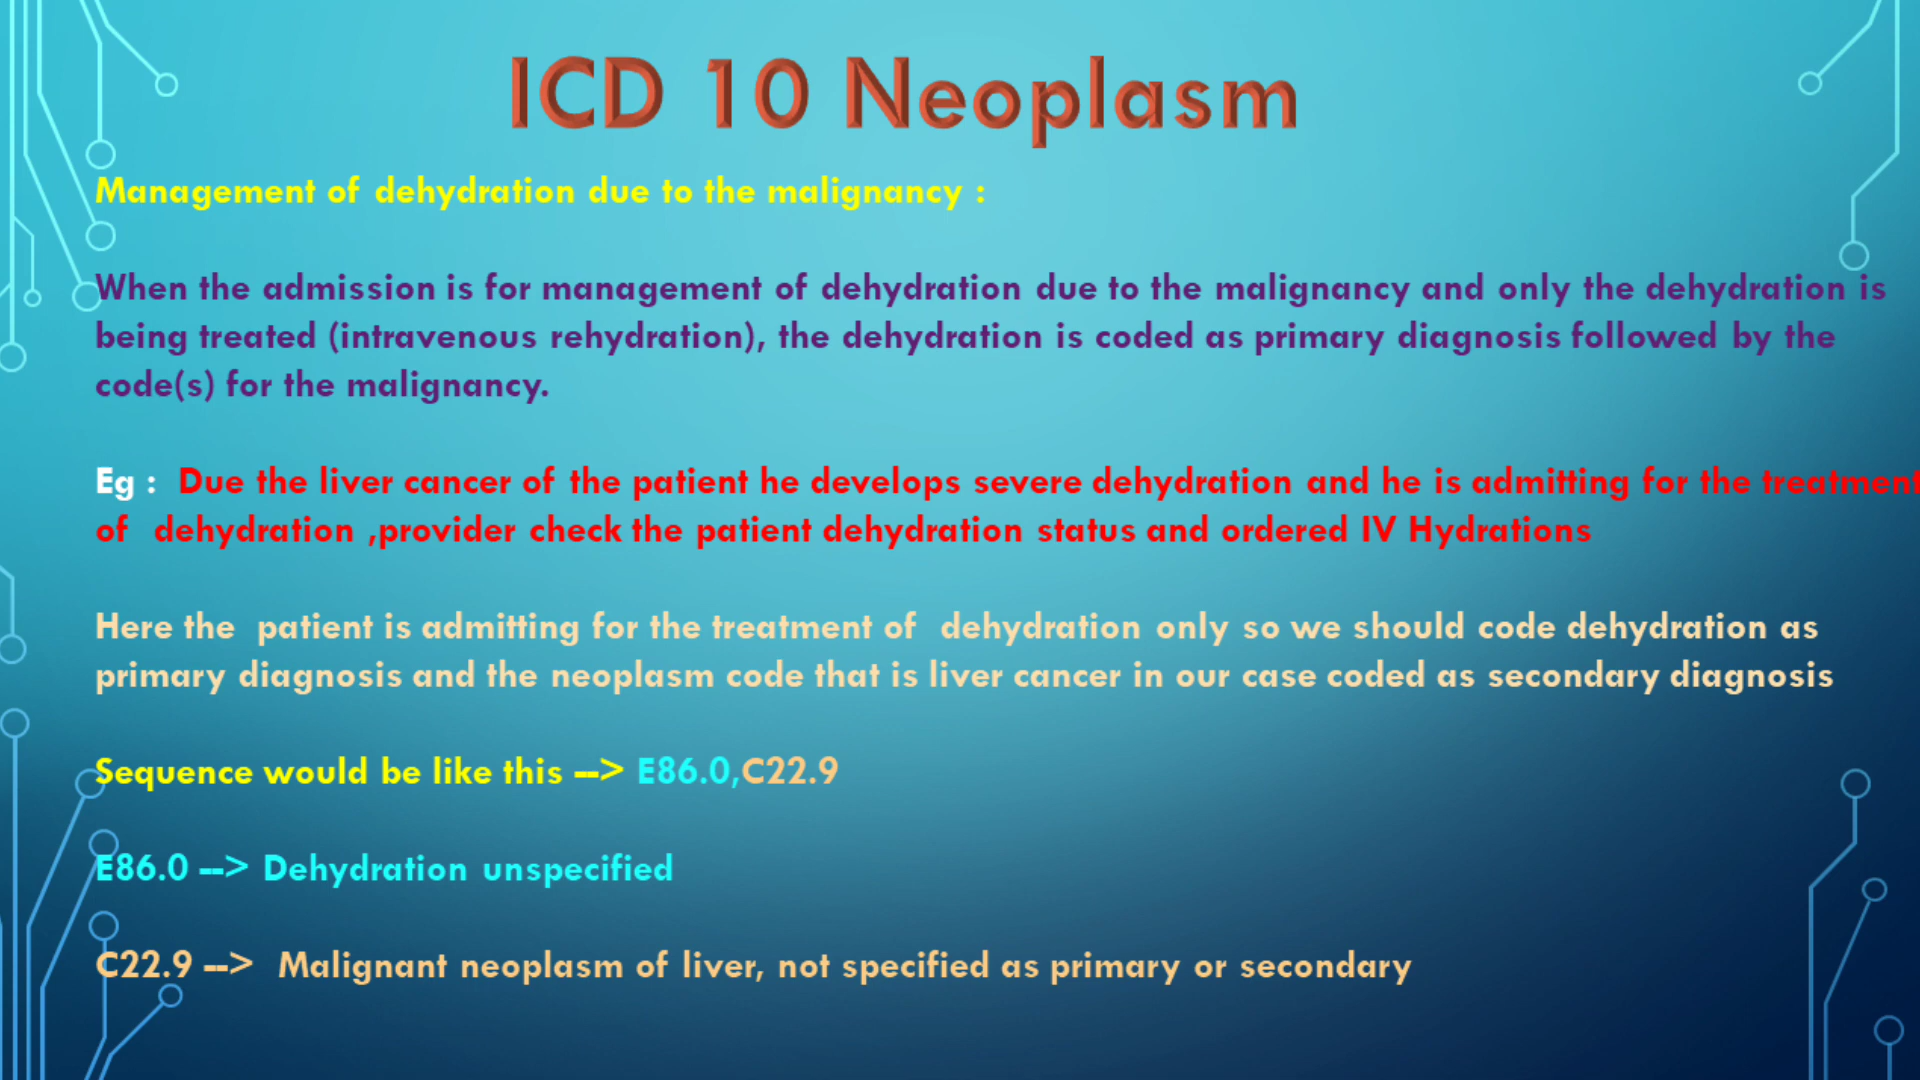 ICD 10 Neoplasm
Management of dehydration due to the malignancy :
When the admission is for management of dehydration due to the malignancy and only the dehydration is
being treated (intravenous rehydration), the dehydration is coded as primary diagnosis followed by the
code(s) for the malignancy.
Eg : Due the liver cancer of the patient he develops severe dehydration and he is admitting for the treatment
of dehydration ,provider check the patient dehydration status and ordered IV Hydrations
Here the patient is admitting for the treatment of dehydration only so we should code dehydration as
primary diagnosis and the neoplasm code that is liver cancer in our case coded as secondary diagnosis
Sequence would be like this --> E86.0,C22.9
E86.0 --> Dehydration unspecified
C22.9 --> Malignant neoplasm of liver, not specified as primary or secondary